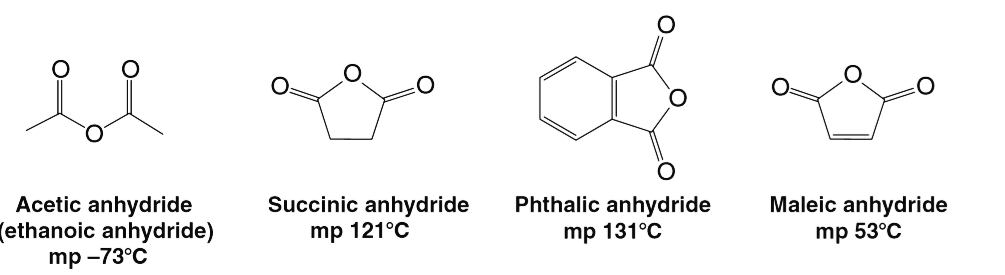 O O O
O O O
O O O
O O O
Acetic anhydride
(ethanoic anhydride)
mp –73°C
Succinic anhydride
mp 121°C
Phthalic anhydride
mp 131°C
Maleic anhydride
mp 53°C